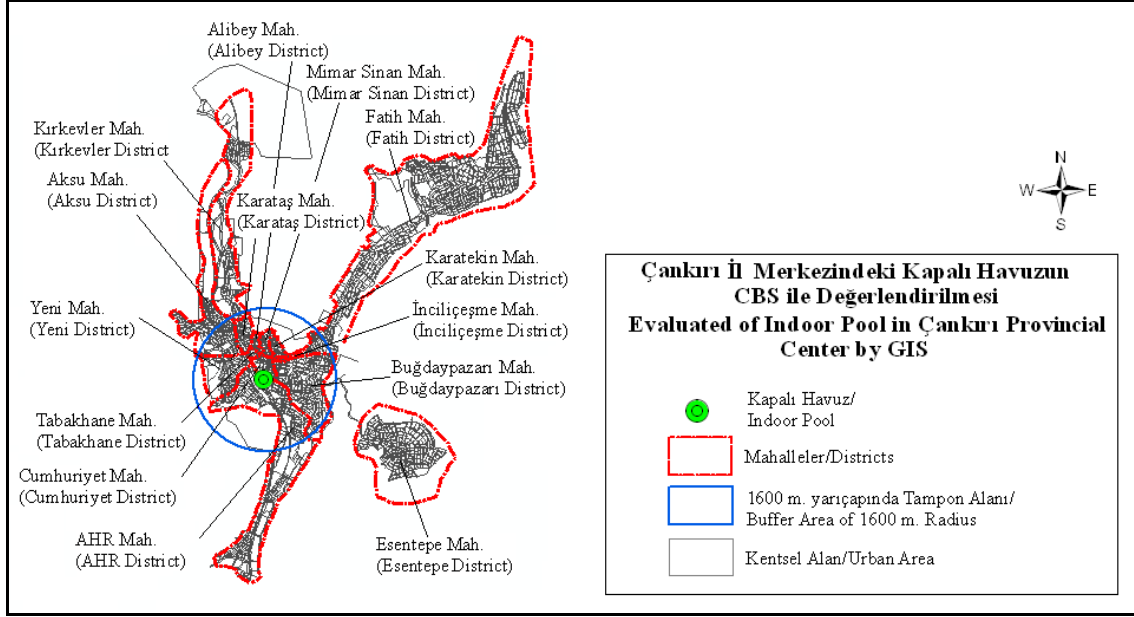 Alibey Mah.
(Alibey District)
Mimar Sinan Mah.
(Mimar Sinan District)
Fatih Mah.
(Fatih District)
Kırkevler Mah.
(Kırkevler District
Aksu Mah.
(Aksu District)
Karataş Mah.
(Karataş District)
Karatekin Mah.
(Karatekin District)
Yeni Mah.
(Yeni District)
İnciliçeşme Mah.
(İnciliçeşme District)
Buğdaypazarı Mah.
(Buğdaypazarı District)
Tabakhane Mah.
(Tabakhane District)
Cumhuriyet Mah.
(Cumhuriyet District)
AHR Mah.
(AHR District)
Esentepe Mah.
(Esentepe District)
N
W E
S
Çankırı İl Merkezindeki Kapalı Havuzun
CBS ile Değerlendirilmesi
Evaluated of Indoor Pool in Çankırı Provincial
Center by GIS
Kapalı Havuz/
Indoor Pool
Mahalleler/Districts
1600 m. yarıçapında Tampon Alanı/
Buffer Area of 1600 m. Radius
Kentsel Alan/Urban Area